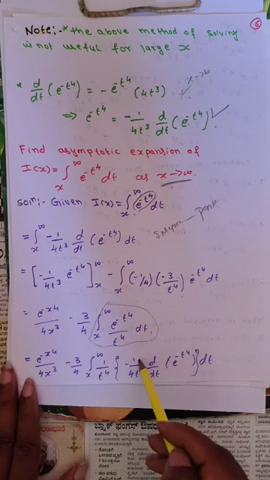 Note:- * the above method of solving
is not useful for large x
* d/dt (e^-t^4) = -e^-t^4 (4t^3)
⇒ e^-t^4 = -1/4t^3 d/dt (e^-t^4)
Find asymptotic expansion of
I(x) = ∫_x^∞ e^-t^4 dt as x→∞
Soln:- Given I(x) = ∫_x^∞ (e^-t^4) dt
= ∫_x^∞ -1/4t^3 d/dt (e^-t^4) dt
= [-1/4t^3 e^-t^4]_x^∞ - ∫_x^∞ (-1/4) (-3/t^4) e^-t^4 dt
= e^-x^4/4x^3 - 3/4 ∫_x^∞ e^-t^4/t^4 dt.
= e^-x^4/4x^3 - 3/4 ∫_x^∞ 1/t^4 { -1/4t^3 d/dt (e^-t^4) } dt